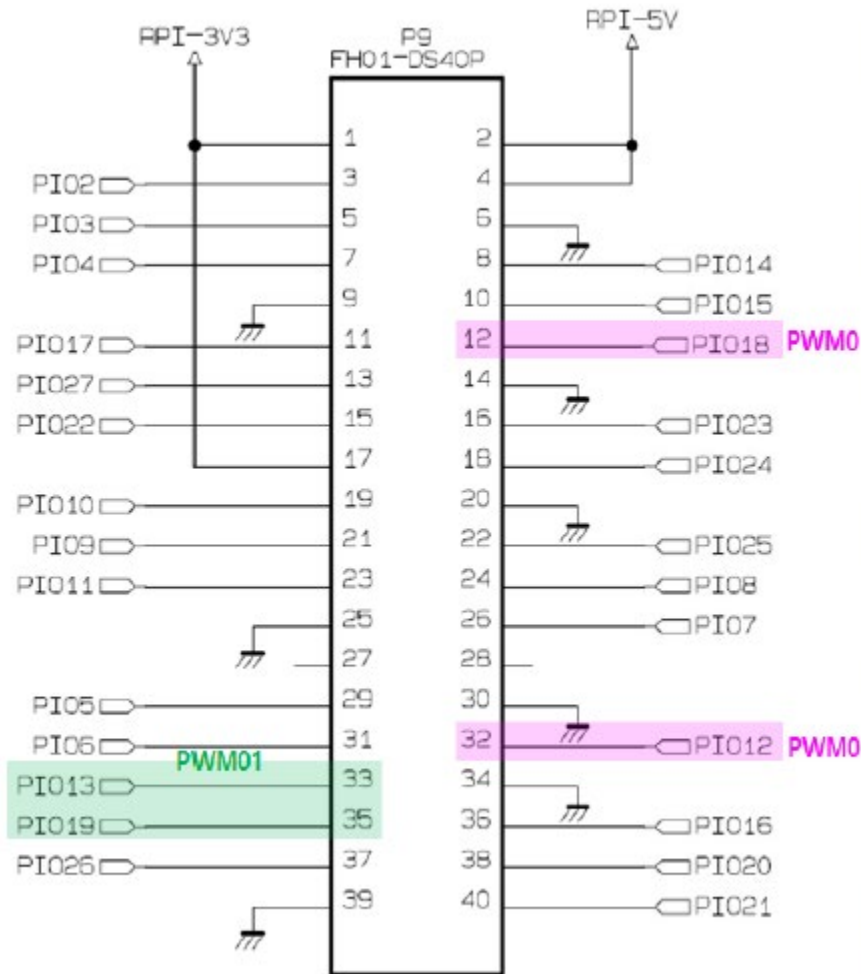 RPI-3V3 P9 RPI-5V
FH01-DS40P
1 2
PIO2 3 4
PIO3 5 6
PIO4 7 8 PIO14
9 10 PIO15
PIO17 11 12 PIO18 PWM0
PIO27 13 14
PIO22 15 16 PIO23
17 18 PIO24
PIO10 19 20
PIO9 21 22 PIO25
PIO11 23 24 PIO8
25 26 PIO7
27 28
PIO5 29 30
PIO6 31 32 PIO12 PWM0
PWM01
PIO13 33 34
PIO19 35 36 PIO16
PIO26 37 38 PIO20
39 40 PIO21